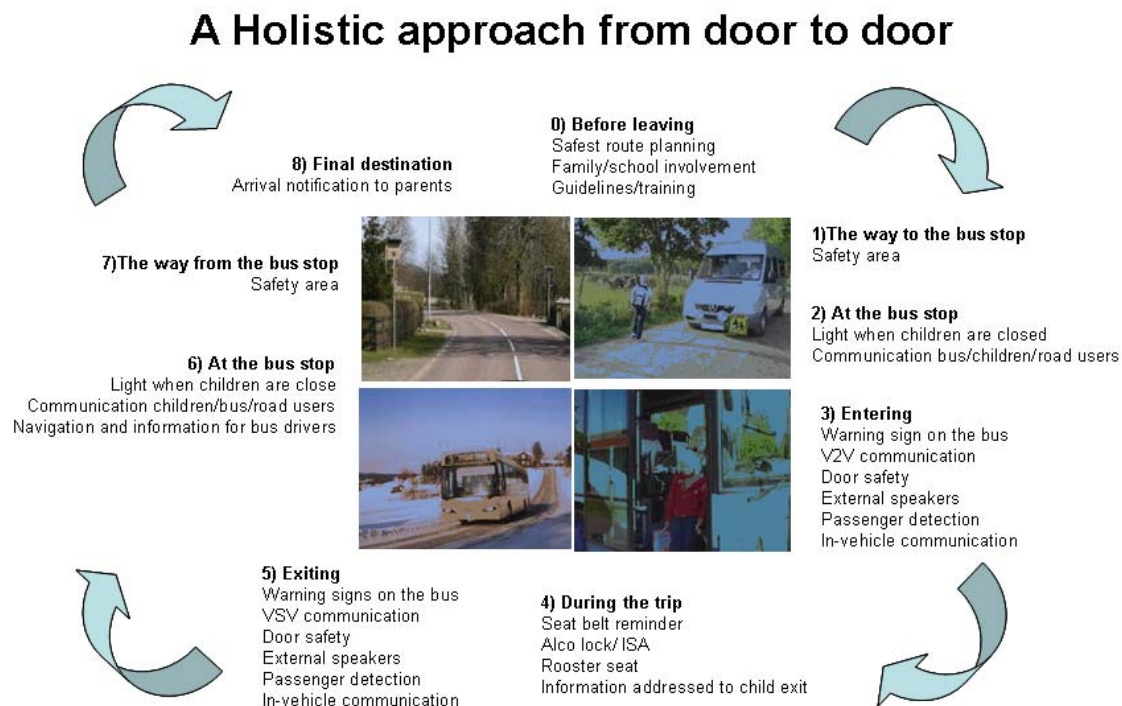 A Holistic approach from door to door
0) Before leaving
Safest route planning
Family/school involvement
Guidelines/training
1)The way to the bus stop
Safety area
2) At the bus stop
Light when children are closed
Communication bus/children/road users
3) Entering
Warning sign on the bus
V2V communication
Door safety
External speakers
Passenger detection
In-vehicle communication
4) During the trip
Seat belt reminder
Alco lock/ ISA
Rooster seat
Information addressed to child exit
5) Exiting
Warning signs on the bus
VSV communication
Door safety
External speakers
Passenger detection
In-vehicle communication
6) At the bus stop
Light when children are close
Communication children/bus/road users
Navigation and information for bus drivers
7)The way from the bus stop
Safety area
8) Final destination
Arrival notification to parents